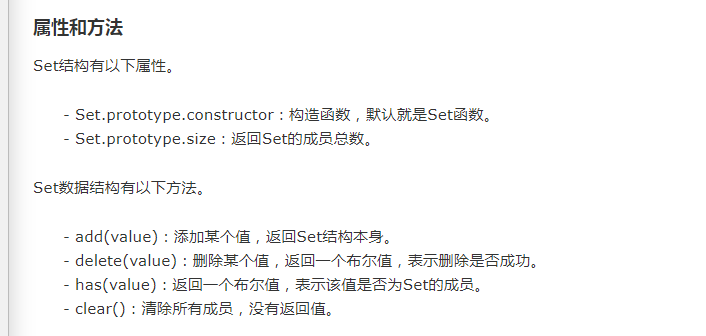 属性和方法
Set结构有以下属性。
- Set.prototype.constructor：构造函数，默认就是Set函数。
- Set.prototype.size：返回Set的成员总数。
Set数据结构有以下方法。
- add(value)：添加某个值，返回Set结构本身。
- delete(value)：删除某个值，返回一个布尔值，表示删除是否成功。
- has(value)：返回一个布尔值，表示该值是否为Set的成员。
- clear()：清除所有成员，没有返回值。